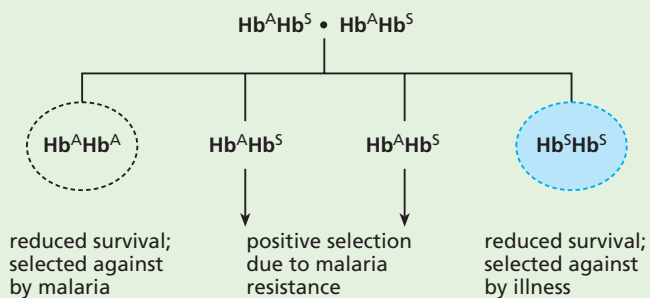 Hb^A Hb^S • Hb^A Hb^S
Hb^A Hb^A Hb^A Hb^S Hb^A Hb^S Hb^S Hb^S
reduced survival;
selected against
by malaria
positive selection
due to malaria
resistance
reduced survival;
selected against
by illness